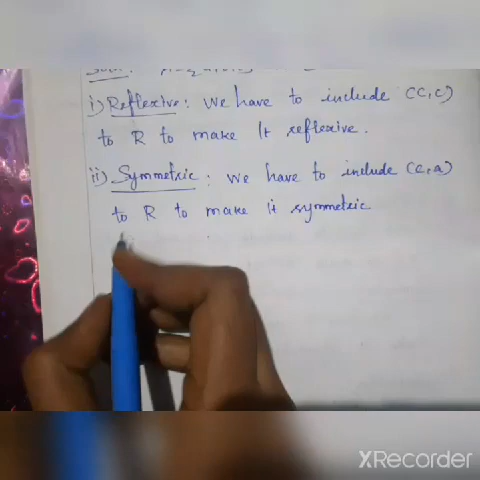 i) Reflexive: We have to include (c,c)
to R to make it reflexive.
ii) Symmetric: We have to include (c,a)
to R to make it symmetric
XRecorder